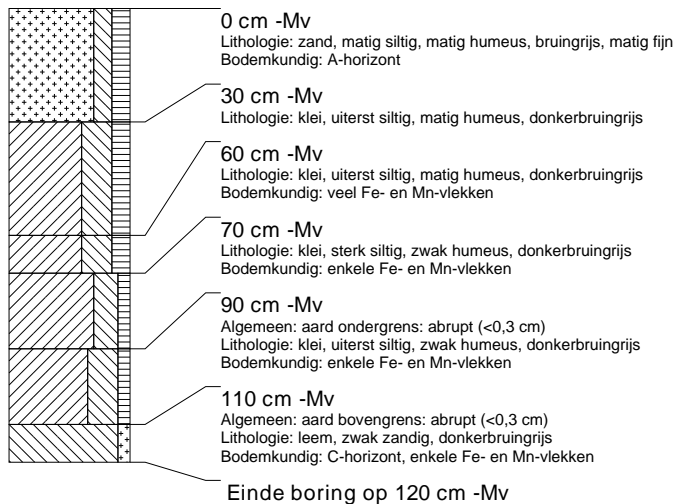 0 cm -Mv
Lithologie: zand, matig siltig, matig humeus, bruingrijs, matig fijn
Bodemkundig: A-horizont
30 cm -Mv
Lithologie: klei, uiterst siltig, matig humeus, donkerbruingrijs
60 cm -Mv
Lithologie: klei, uiterst siltig, matig humeus, donkerbruingrijs
Bodemkundig: veel Fe- en Mn-vlekken
70 cm -Mv
Lithologie: klei, sterk siltig, zwak humeus, donkerbruingrijs
Bodemkundig: enkele Fe- en Mn-vlekken
90 cm -Mv
Algemeen: aard ondergrens: abrupt (<0,3 cm)
Lithologie: klei, uiterst siltig, zwak humeus, donkerbruingrijs
Bodemkundig: enkele Fe- en Mn-vlekken
110 cm -Mv
Algemeen: aard bovengrens: abrupt (<0,3 cm)
Lithologie: leem, zwak zandig, donkerbruingrijs
Bodemkundig: C-horizont, enkele Fe- en Mn-vlekken
Einde boring op 120 cm -Mv